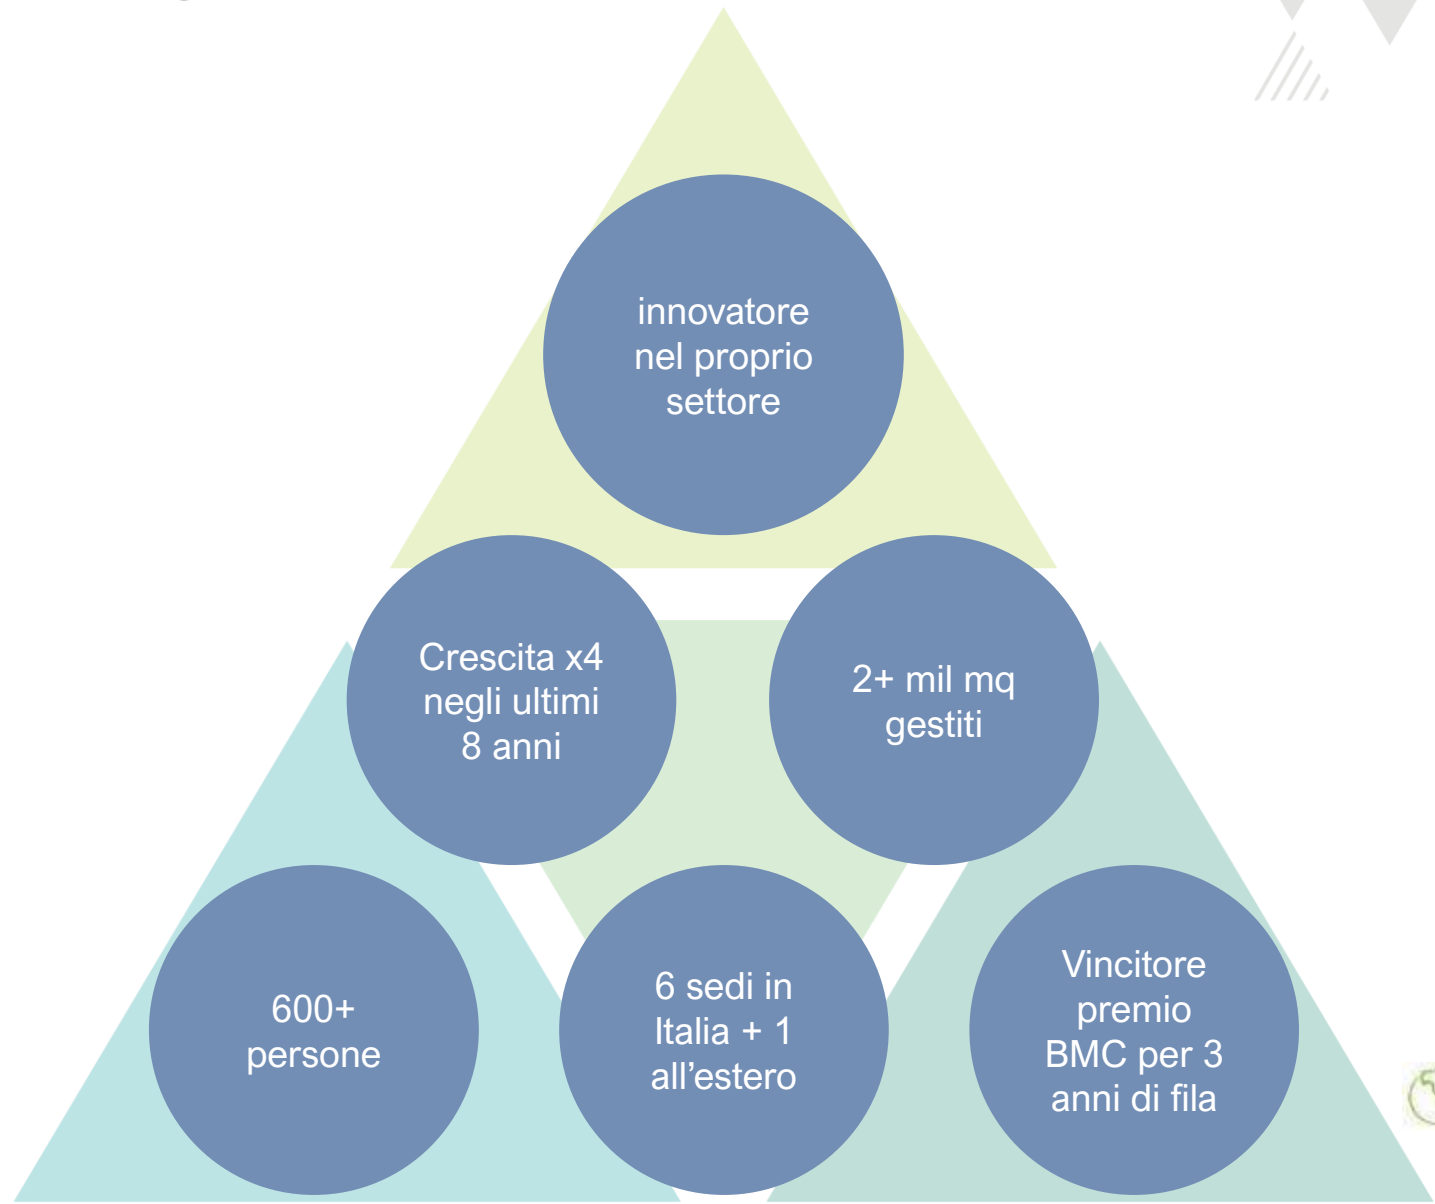 innovatore
nel proprio
settore
Crescita x4
negli ultimi
8 anni
2+ mil mq
gestiti
600+
persone
6 sedi in
Italia + 1
all’estero
Vincitore
premio
BMC per 3
anni di fila